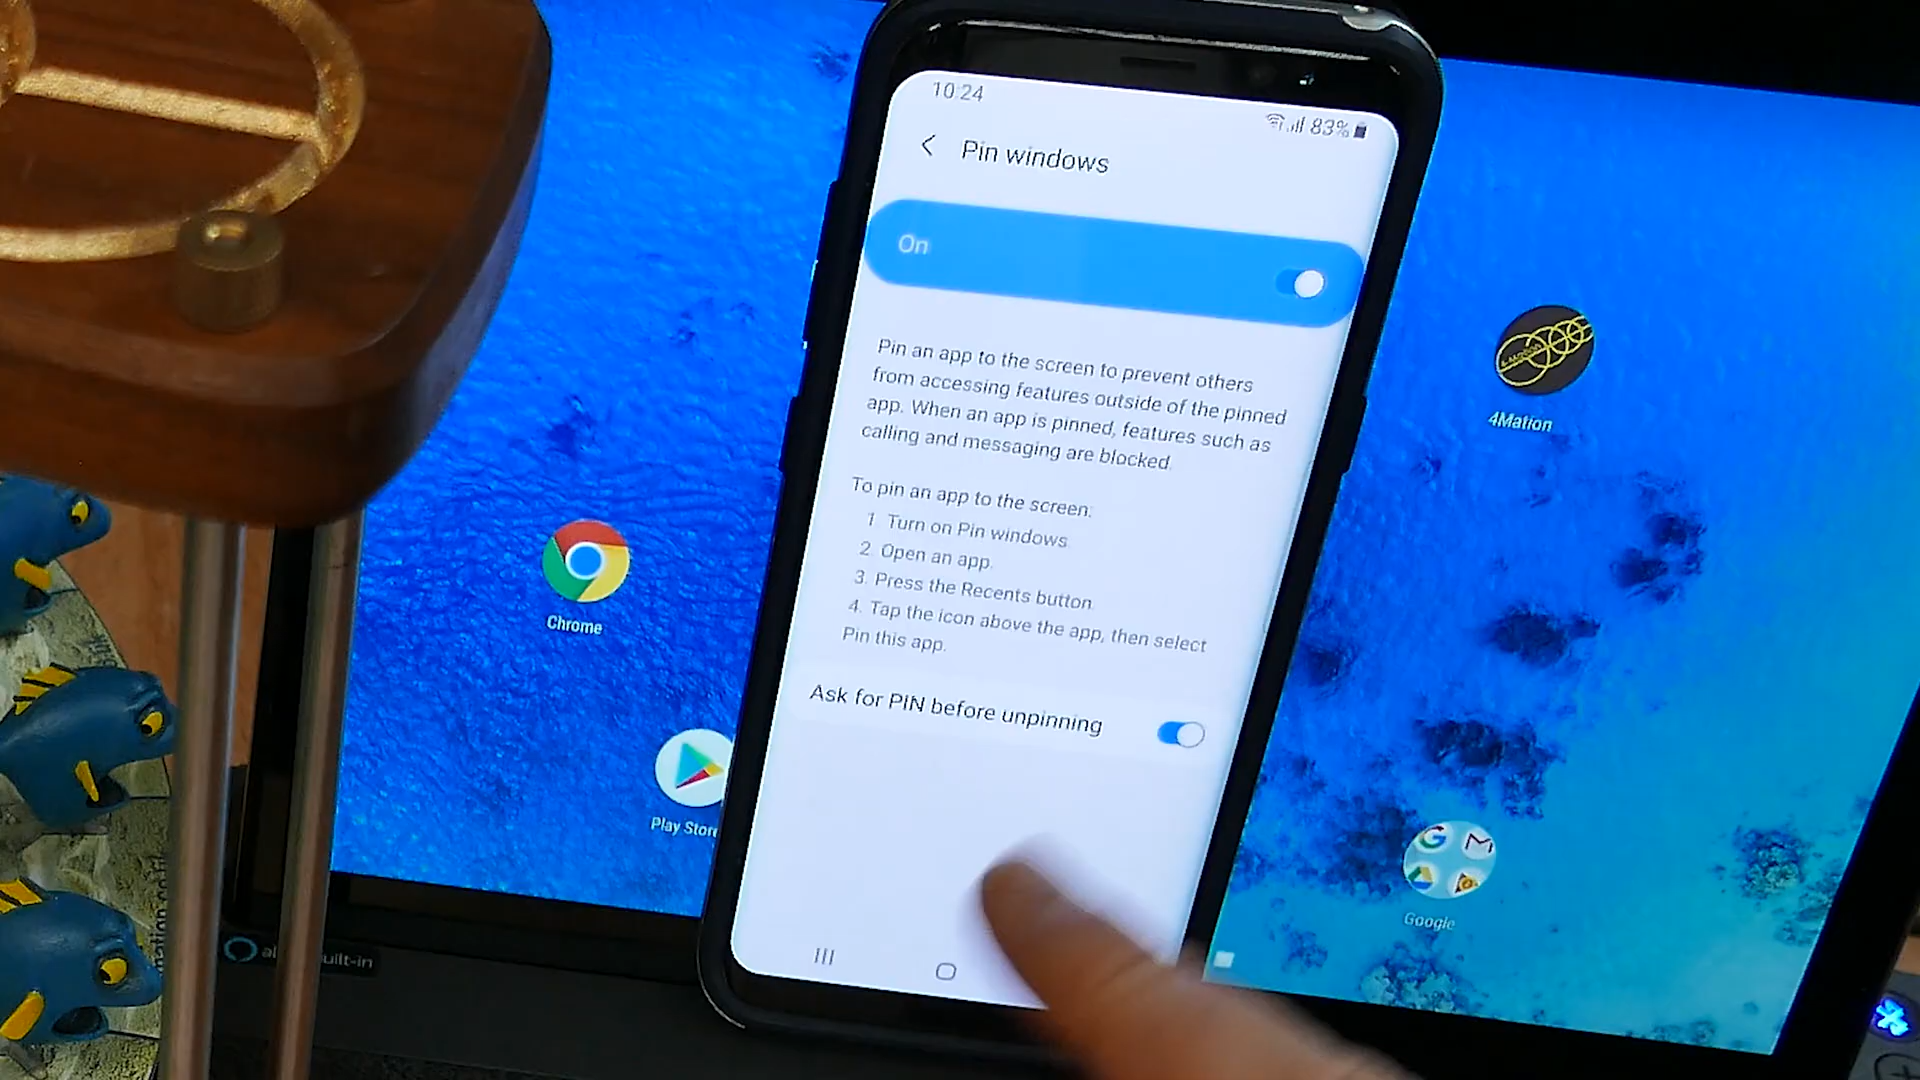 10:24
83%
Pin windows
On
Pin an app to the screen to prevent others
from accessing features outside of the pinned
app. When an app is pinned, features such as
calling and messaging are blocked.
To pin an app to the screen:
1. Turn on Pin windows.
2. Open an app.
3. Press the Recents button.
4. Tap the icon above the app, then select
Pin this app.
Ask for PIN before unpinning
Chrome
Play Store
4Mation
4Mation
Google